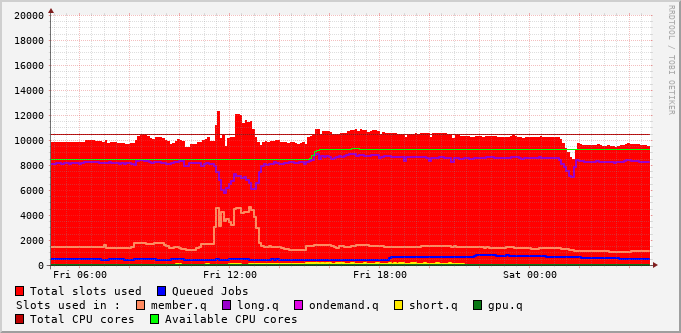 RRDTOOL / TOBI OETIKER
20000
18000
16000
14000
12000
10000
8000
6000
4000
2000
0
Fri 06:00 Fri 12:00 Fri 18:00 Sat 00:00
Total slots used Queued Jobs
Slots used in : member.q long.q ondemand.q short.q gpu.q
Total CPU cores Available CPU cores